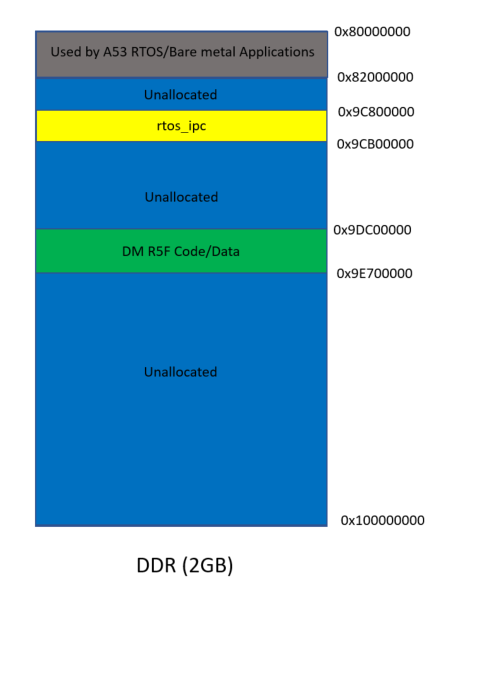 0x80000000
Used by A53 RTOS/Bare metal Applications
0x82000000
Unallocated
0x9C800000
rtos_ipc
0x9CB00000
Unallocated
0x9DC00000
DM R5F Code/Data
0x9E700000
Unallocated
0x100000000
DDR (2GB)